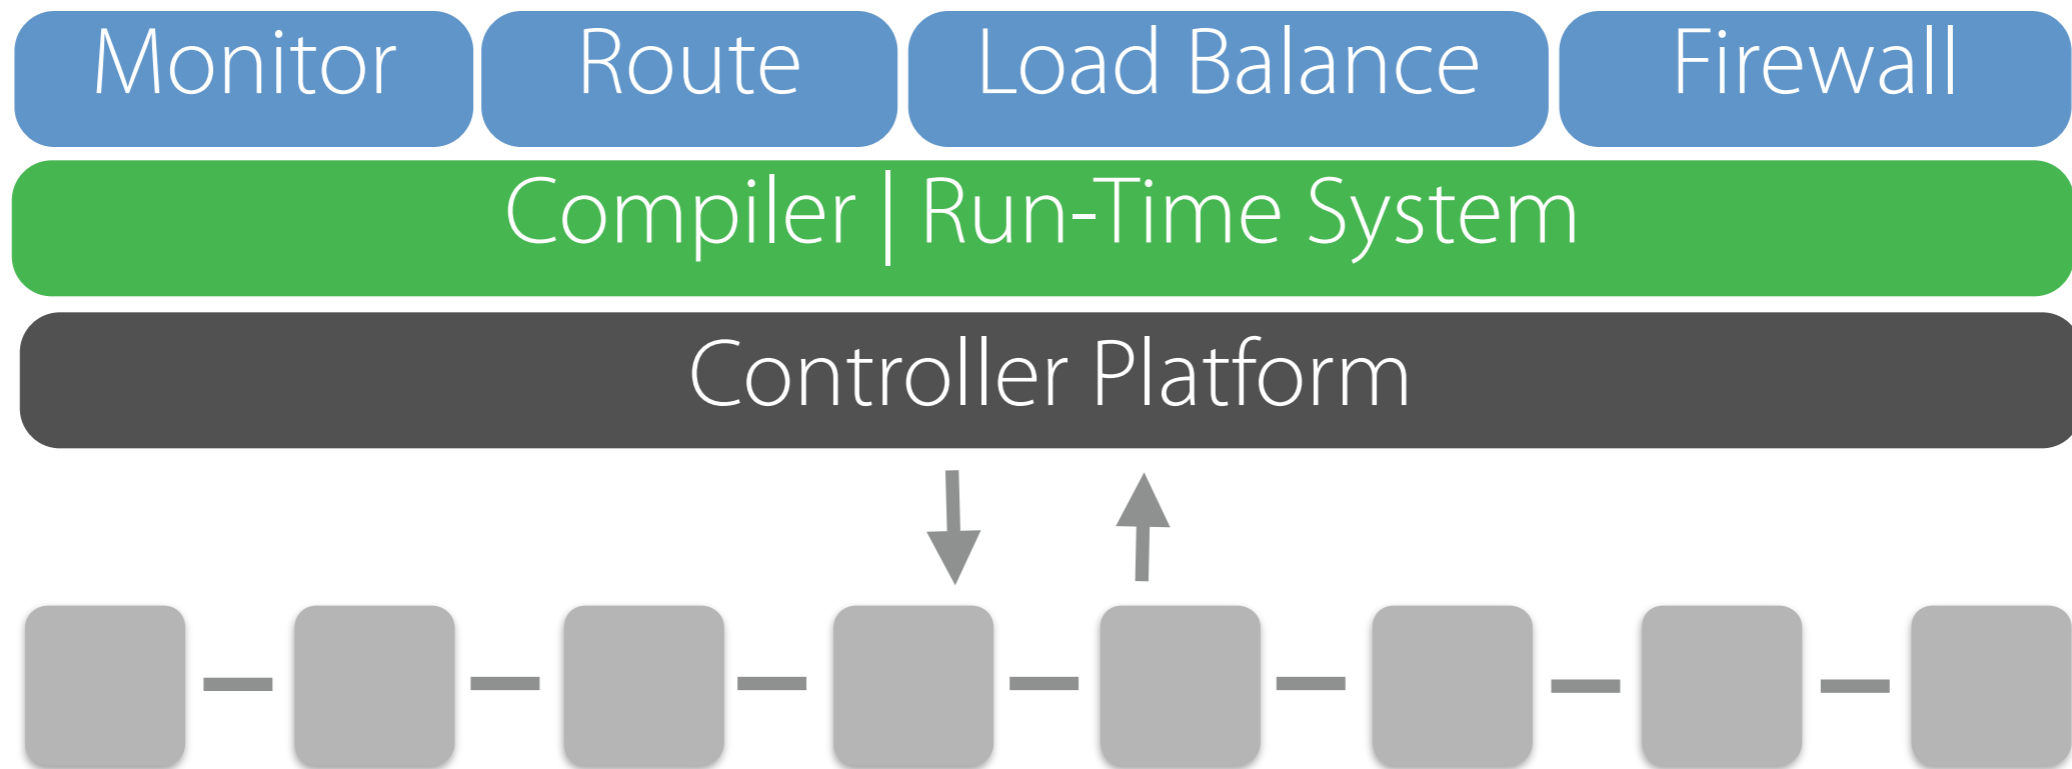 Monitor Route Load Balance Firewall
Compiler | Run-Time System
Controller Platform